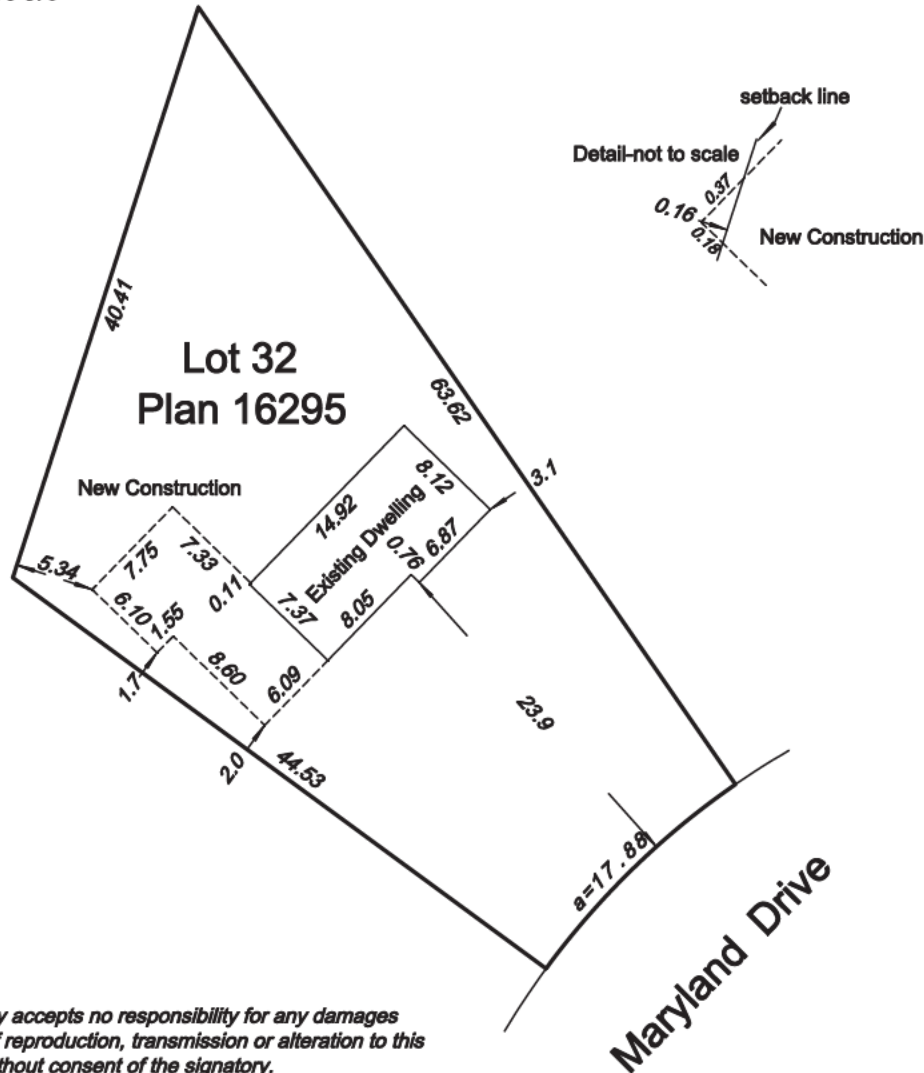 setback line
Detail-not to scale
0.37
0.16
0.18
New Construction
40.41
Lot 32
Plan 16295
63.62
New Construction
8.12
3.1
14.92
Existing Dwelling
0.76
6.87
5.34
7.75
7.33
0.11
7.37
8.05
6.10
1.55
8.60
6.09
1.7
23.9
2.0
44.53
a=17.88
Maryland Drive
accepts no responsibility for any damages
reproduction, transmission or alteration to this
consent of the signatory.